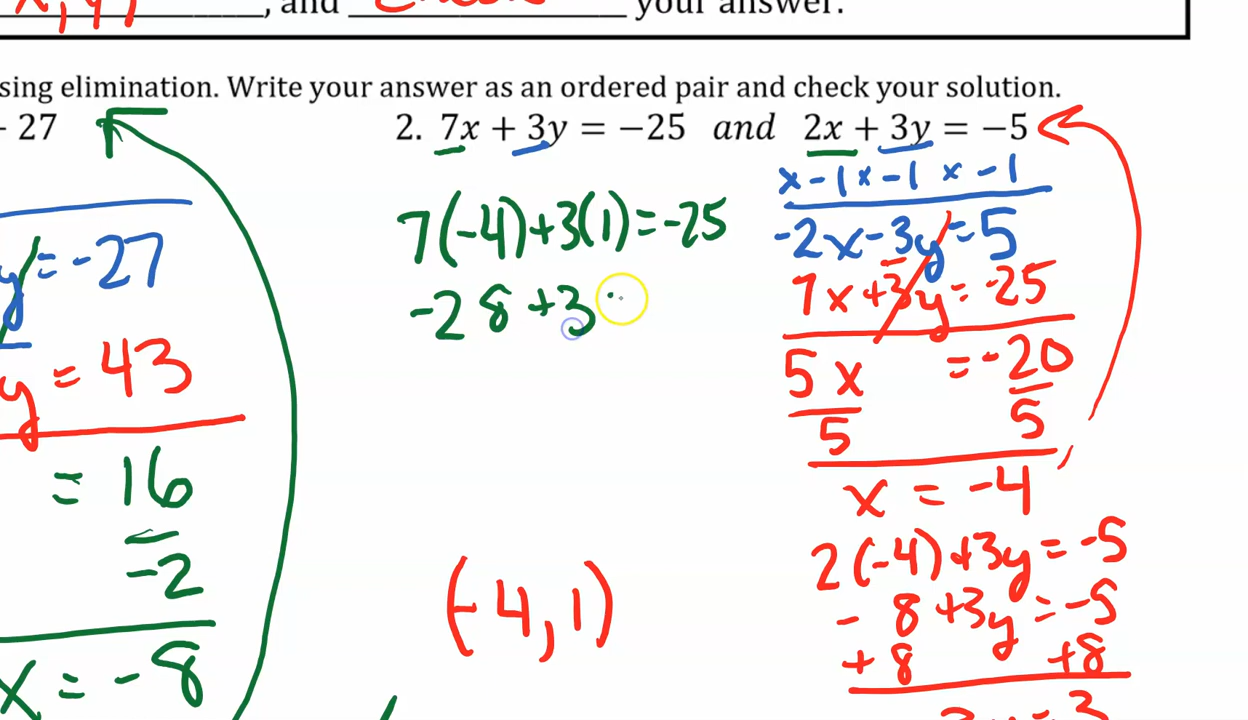 x, y) , and your answer.
sing elimination. Write your answer as an ordered pair and check your solution.
- 27
y = -27
y = 43
= 16
-2
x = -8
2. 7x + 3y = −25 and 2x + 3y = −5
7(-4)+3(1)=-25
-28 +3
(-4,1)
x -1 x -1 x -1
-2x-3y=5
7x+3y=-25
5x = -20
5 5
x = -4
2(-4)+3y=-5
- 8 +3y=-5
+ 8 +8
3y=3